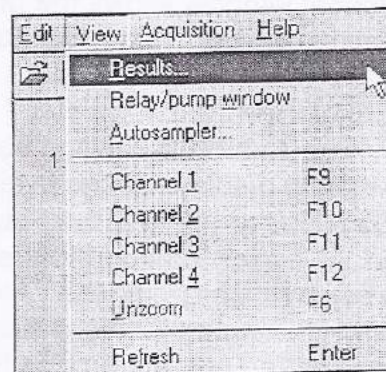 Edit View Acquisition Help
Results...
Relay/pump window
Autosampler...
1
Channel 1 F9
Channel 2 F10
Channel 3 F11
Channel 4 F12
Unzoom F6
Refresh Enter